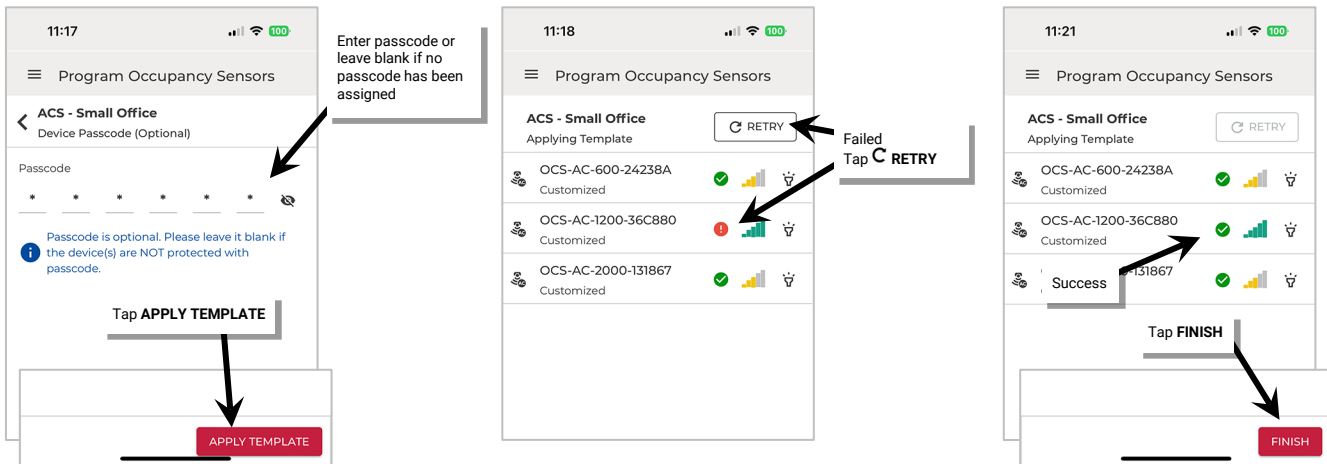 11:17
100
Program Occupancy Sensors
ACS - Small Office
Device Passcode (Optional)
Passcode
* * * * * *
Passcode is optional. Please leave it blank if
the device(s) are NOT protected with
passcode.
Tap APPLY TEMPLATE
APPLY TEMPLATE
Enter passcode or
leave blank if no
passcode has been
assigned
11:18
100
Program Occupancy Sensors
ACS - Small Office
Applying Template
RETRY
OCS-AC-600-24238A
Customized
OCS-AC-1200-36C880
Customized
OCS-AC-2000-131867
Customized
Failed
Tap RETRY
11:21
100
Program Occupancy Sensors
ACS - Small Office
Applying Template
RETRY
OCS-AC-600-24238A
Customized
OCS-AC-1200-36C880
Customized
-131867
Success
Tap FINISH
FINISH